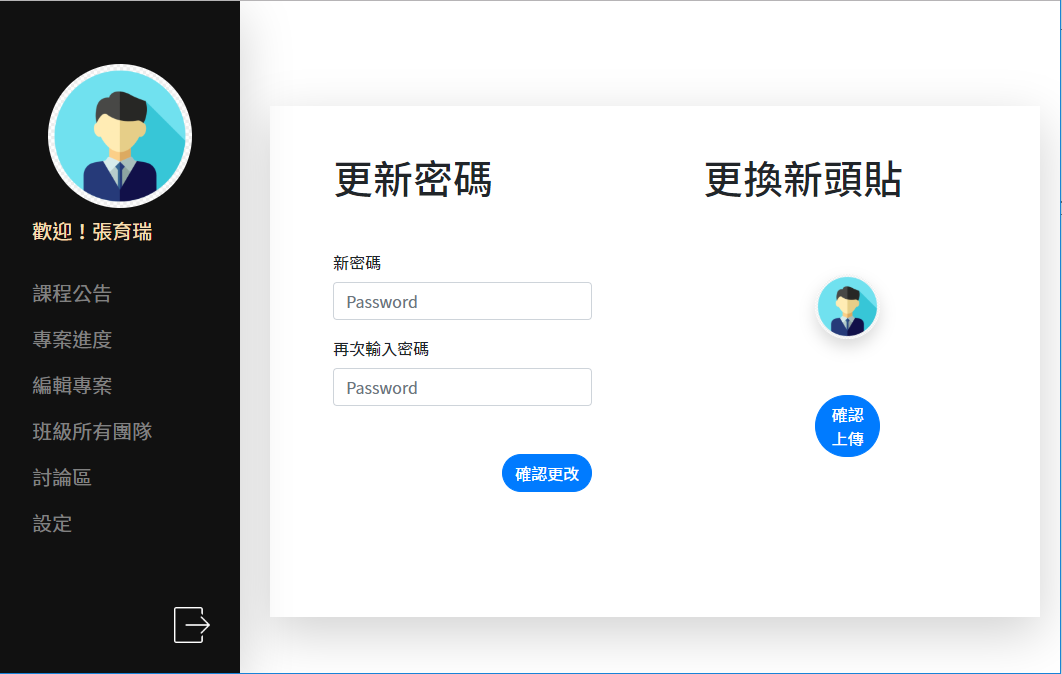 歡迎！張育瑞
課程公告
專案進度
編輯專案
班級所有團隊
討論區
設定
更新密碼
新密碼
Password
再次輸入密碼
Password
確認更改
更換新頭貼
確認
上傳